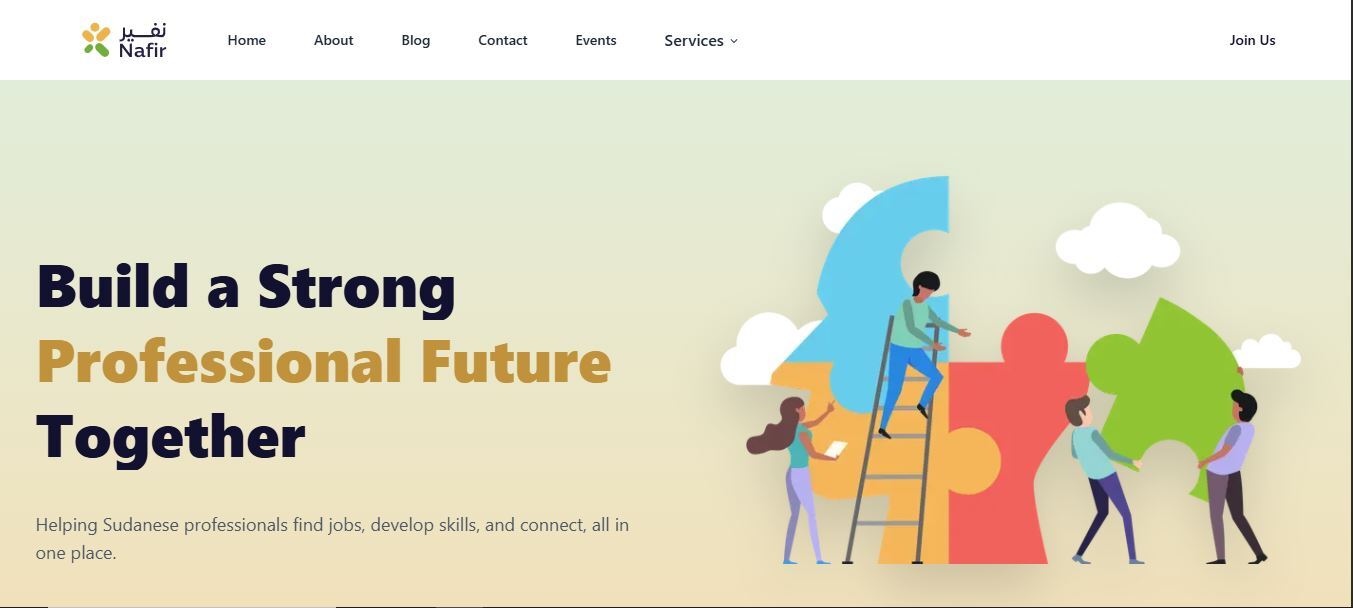 نفير
Nafir
Home
About
Blog
Contact
Events
Services
Join Us
Build a Strong
Professional Future
Together
Helping Sudanese professionals find jobs, develop skills, and connect, all in
one place.